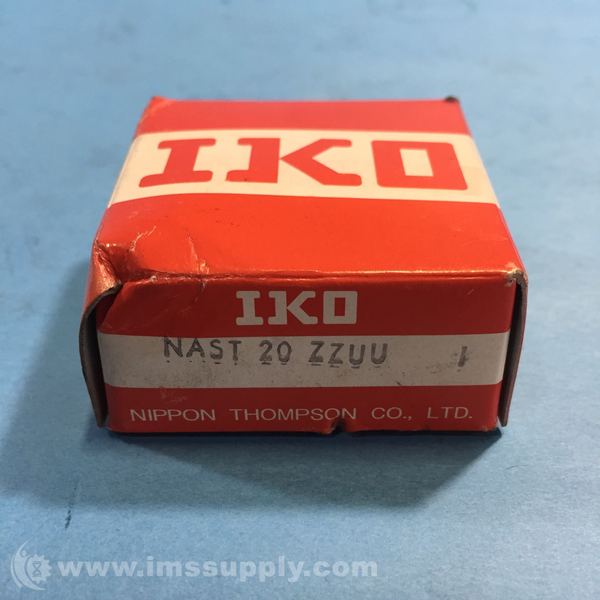 IKO
IKO
NAST 20 ZZUU 1
NIPPON THOMPSON CO., LTD.
www.imssupply.com